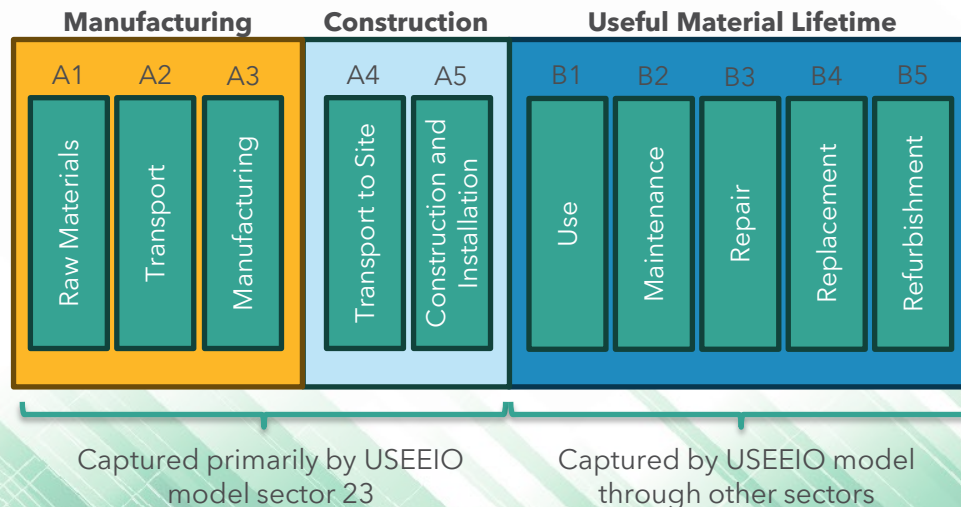 Manufacturing
Construction
Useful Material Lifetime
A1
A2
A3
A4
A5
B1
B2
B3
B4
B5
Raw Materials
Transport
Manufacturing
Transport to Site
Construction and
Installation
Use
Maintenance
Repair
Replacement
Refurbishment
Captured primarily by USEEIO
model sector 23
Captured by USEEIO model
through other sectors